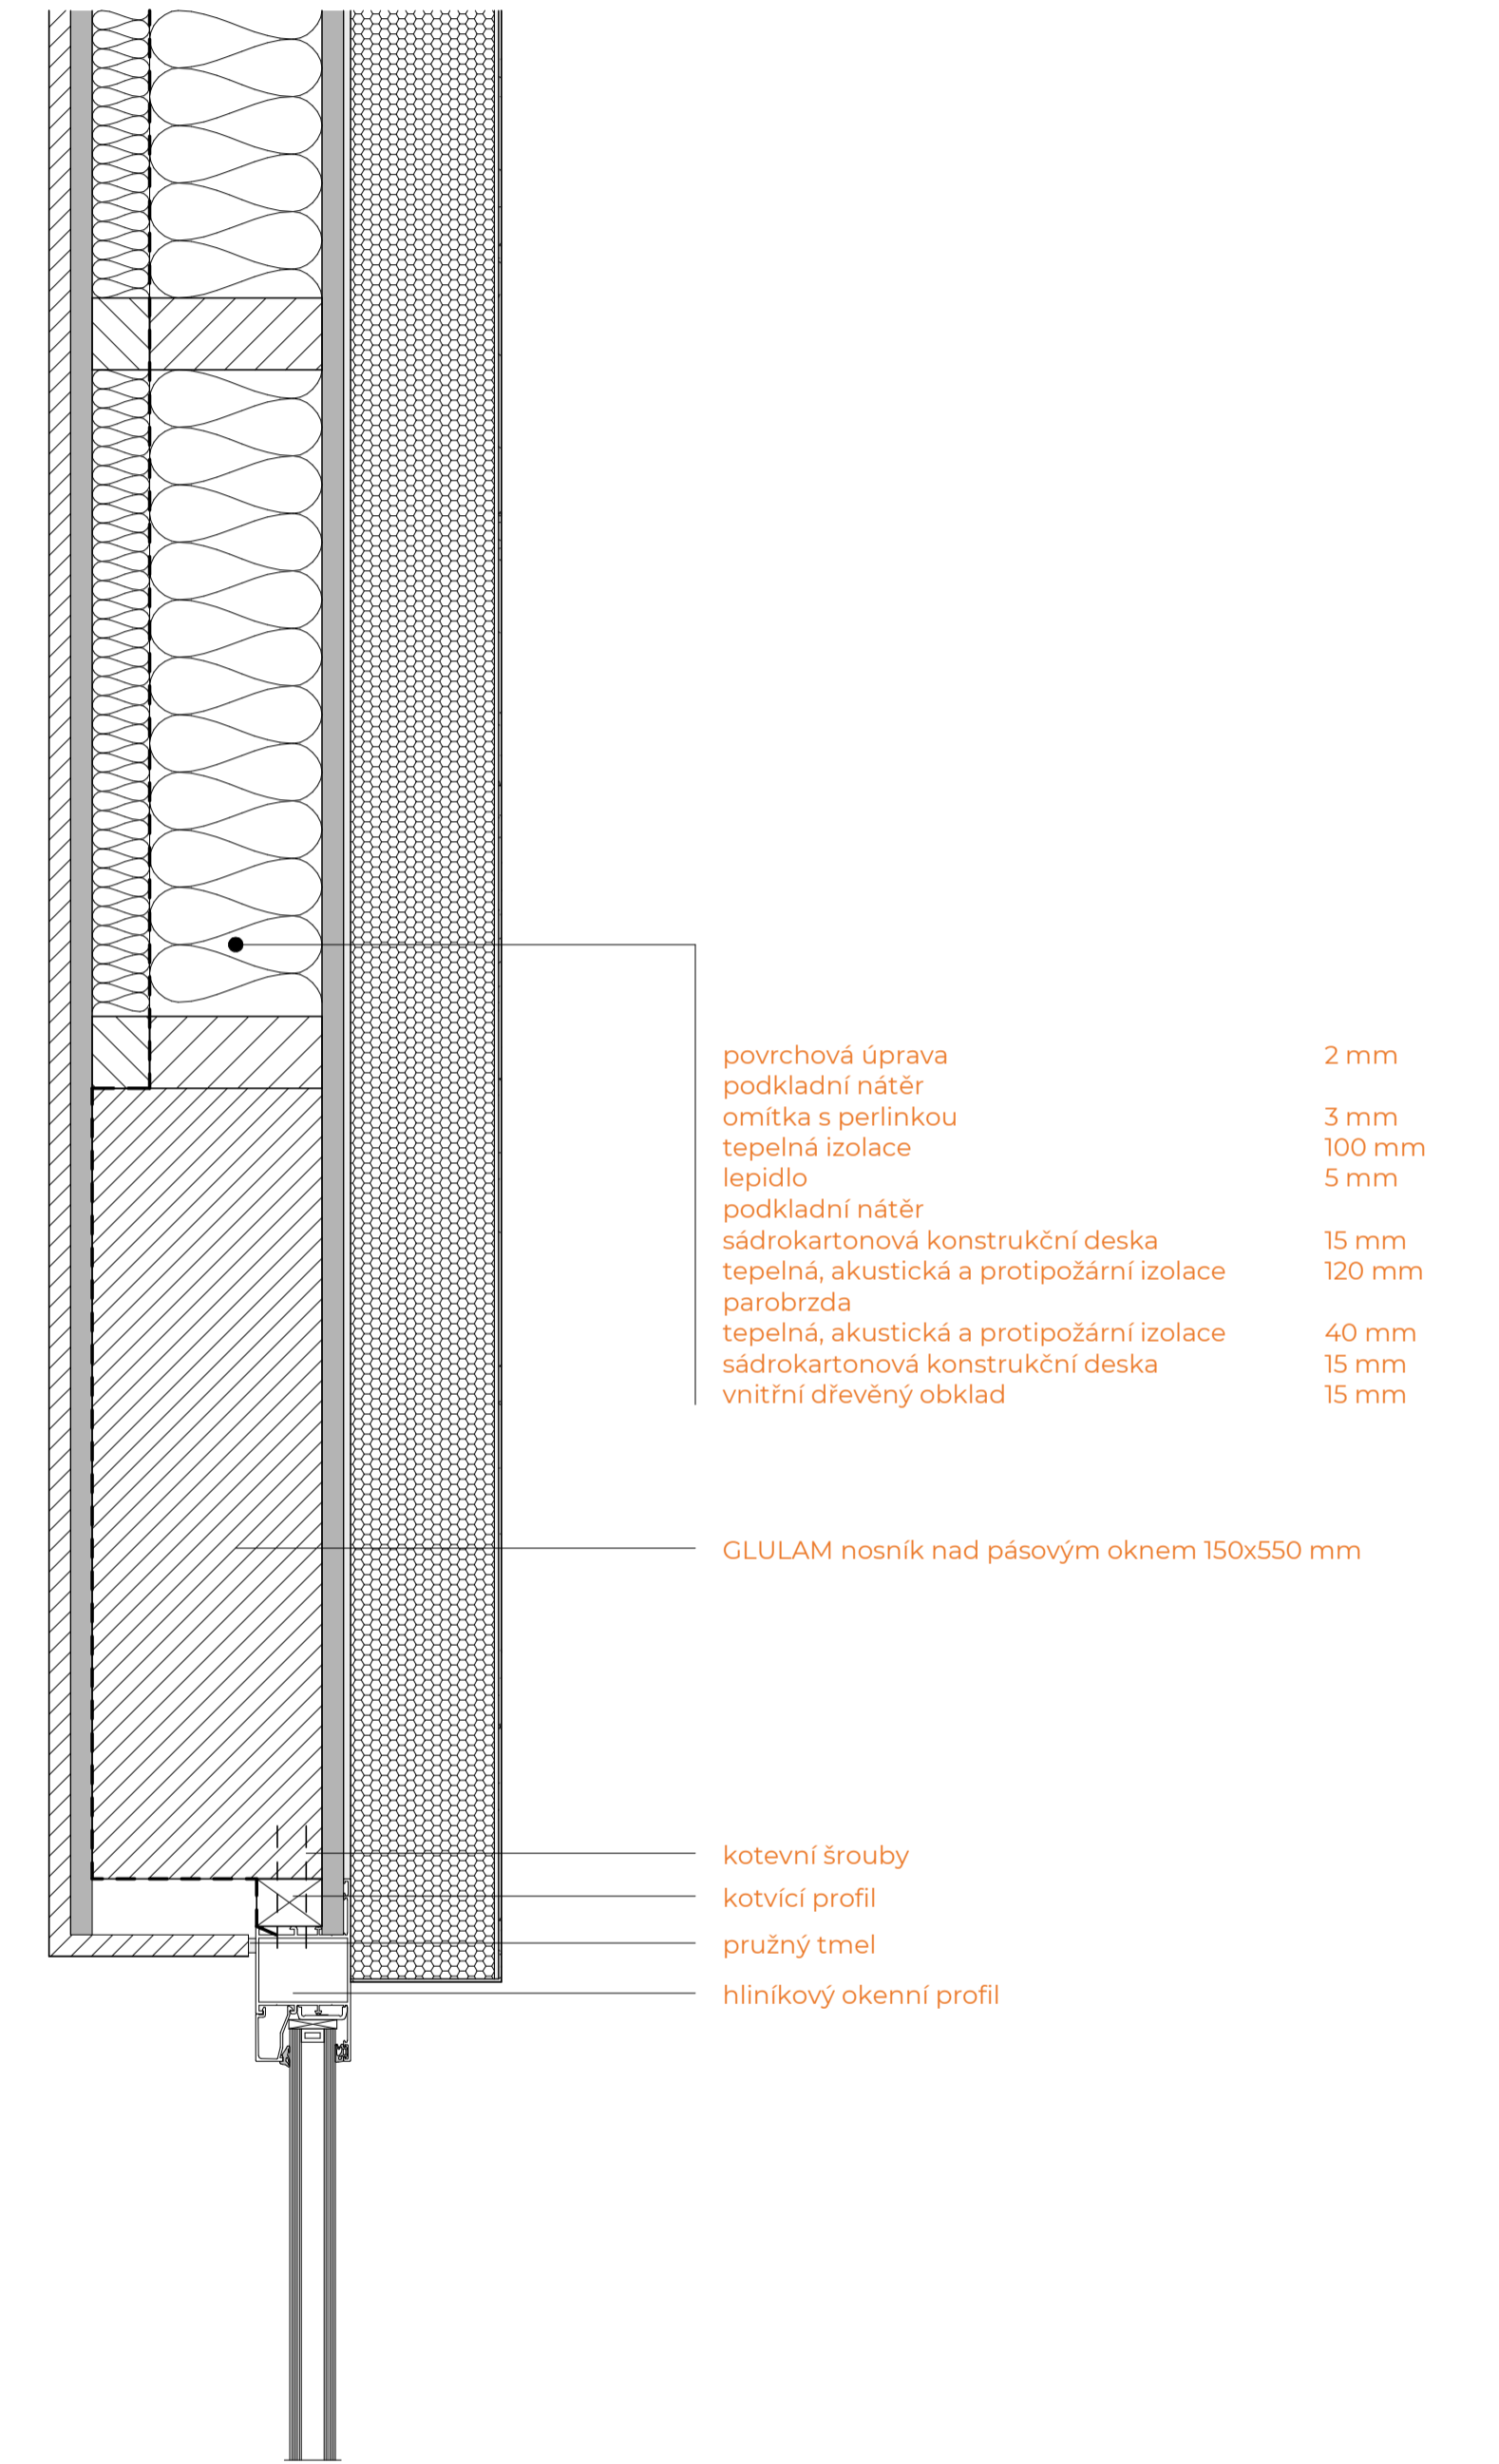 povrchová úprava 2 mm
podkladní nátěr
omítka s perlinkou 3 mm
tepelná izolace 100 mm
lepidlo 5 mm
podkladní nátěr
sádrokartonová konstrukční deska 15 mm
tepelná, akustická a protipožární izolace 120 mm
parobrzda
tepelná, akustická a protipožární izolace 40 mm
sádrokartonová konstrukční deska 15 mm
vnitřní dřevěný obklad 15 mm
GLULAM nosník nad pásovým oknem 150x550 mm
kotevní šrouby
kotvící profil
pružný tmel
hliníkový okenní profil